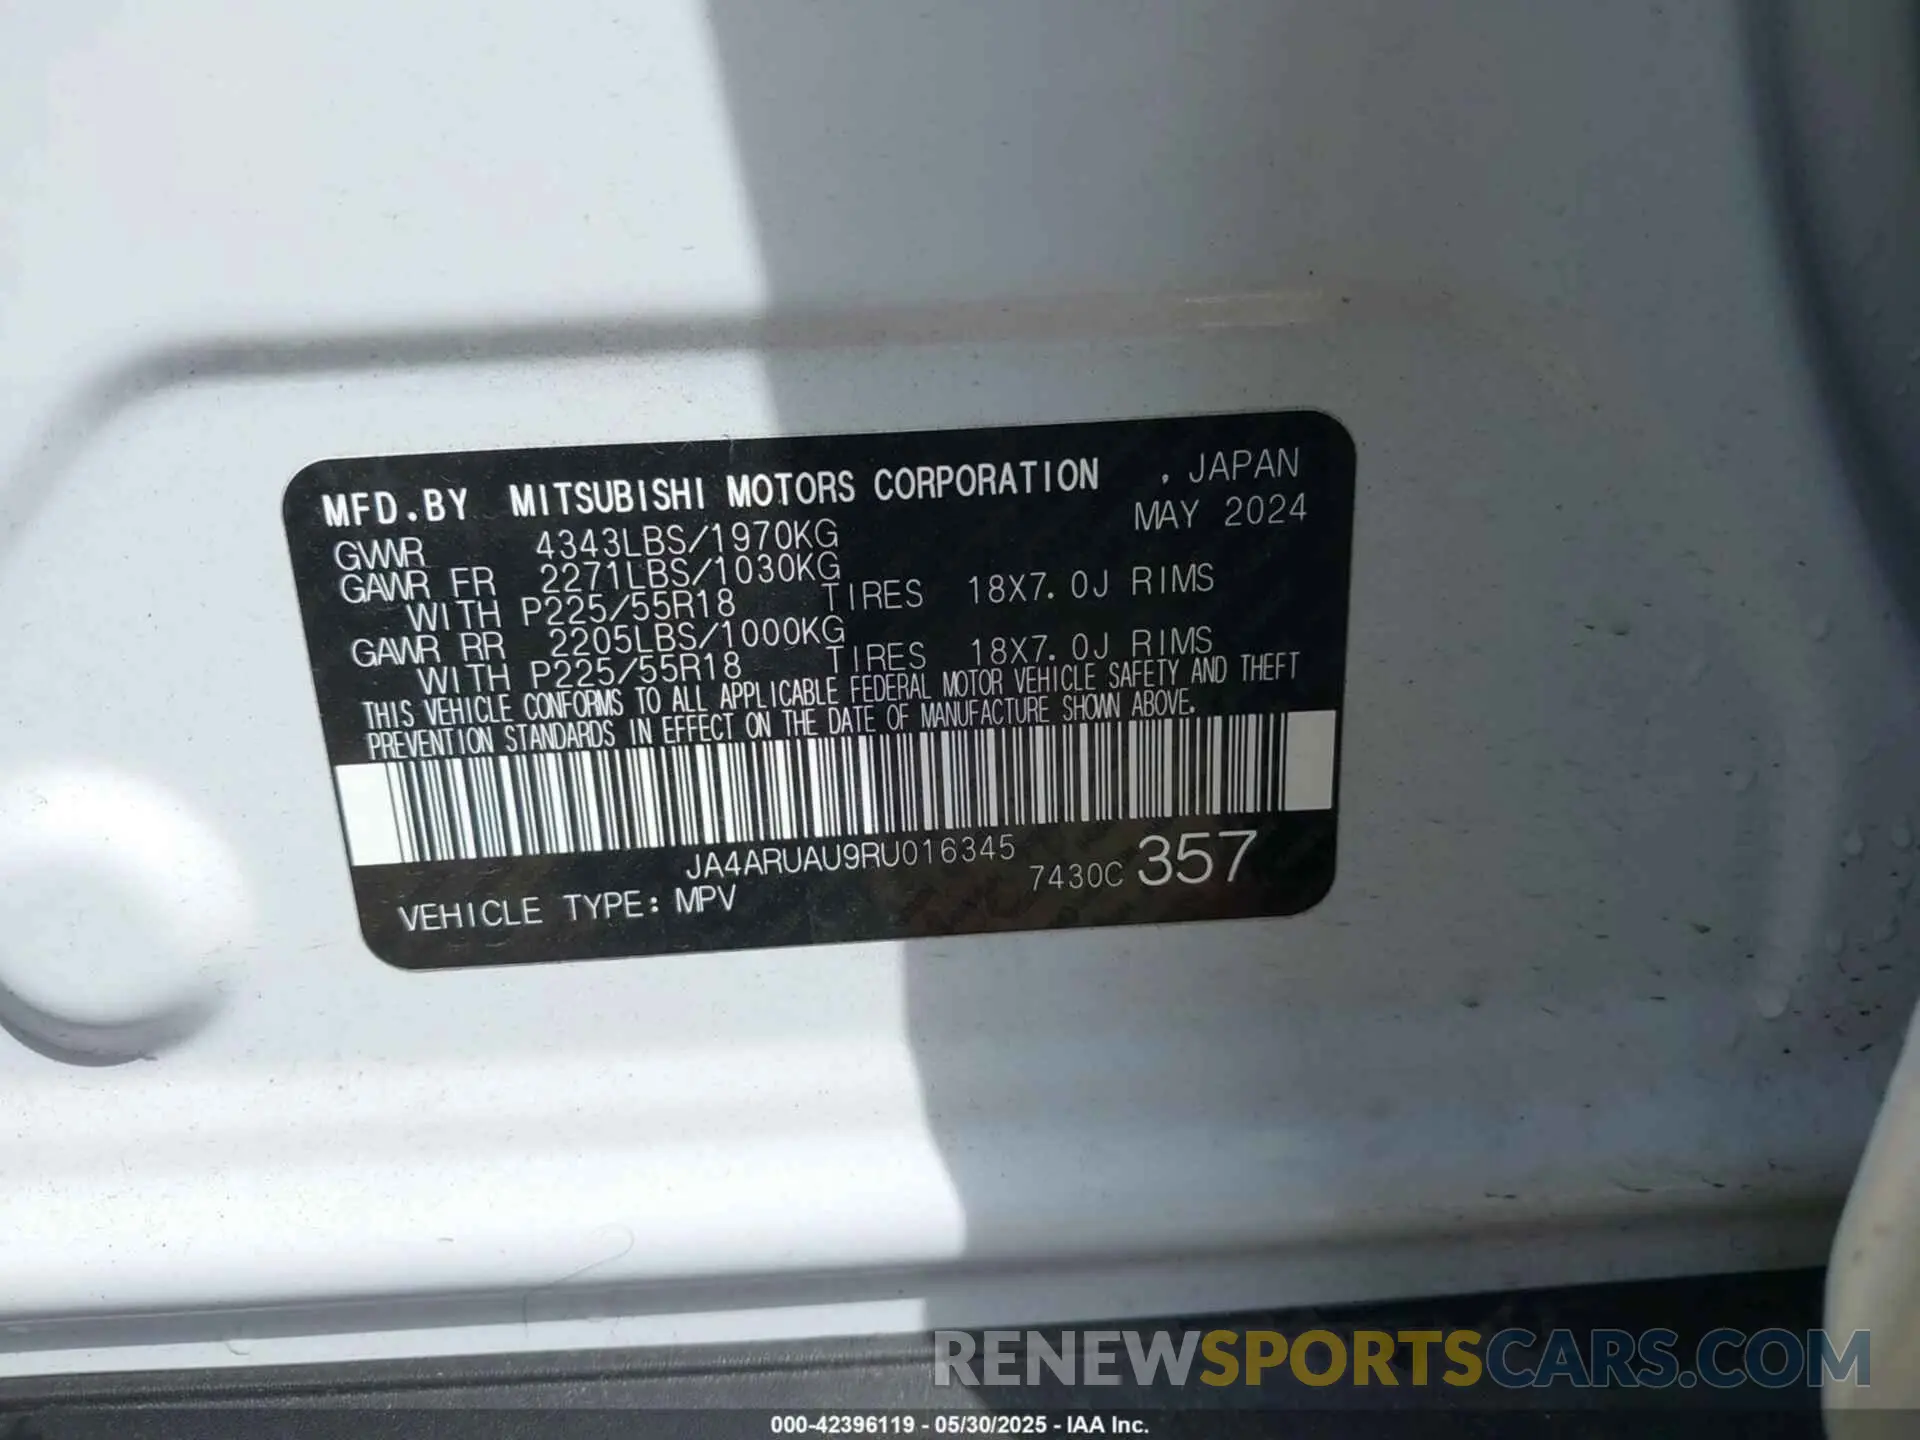 MFD.BY MITSUBISHI MOTORS CORPORATION , JAPAN
MAY 2024
GVWR 4343LBS/1970KG
GAWR FR 2271LBS/1030KG
WITH P225/55R18 TIRES 18X7.0J RIMS
GAWR RR 2205LBS/1000KG
WITH P225/55R18 TIRES 18X7.0J RIMS
THIS VEHICLE CONFORMS TO ALL APPLICABLE FEDERAL MOTOR VEHICLE SAFETY AND THEFT
PREVENTION STANDARDS IN EFFECT ON THE DATE OF MANUFACTURE SHOWN ABOVE.
JA4ARUAU9RU016345
7430C 357
VEHICLE TYPE: MPV
RENEWSPORTSCARS.COM
000-42396119 - 05/30/2025 - IAA Inc.